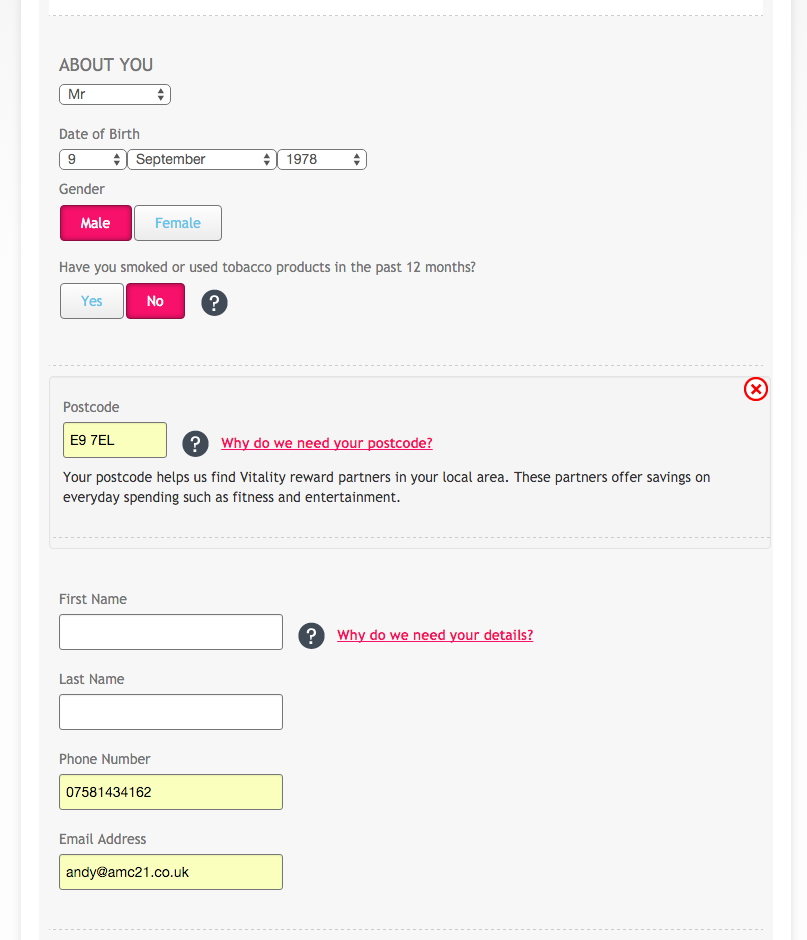 ABOUT YOU
Mr
Date of Birth
9 September 1978
Gender
Male Female
Have you smoked or used tobacco products in the past 12 months?
Yes No ?
Postcode
E9 7EL ? Why do we need your postcode?
Your postcode helps us find Vitality reward partners in your local area. These partners offer savings on
everyday spending such as fitness and entertainment.
First Name
? Why do we need your details?
Last Name
Phone Number
07581434162
Email Address
andy@amc21.co.uk